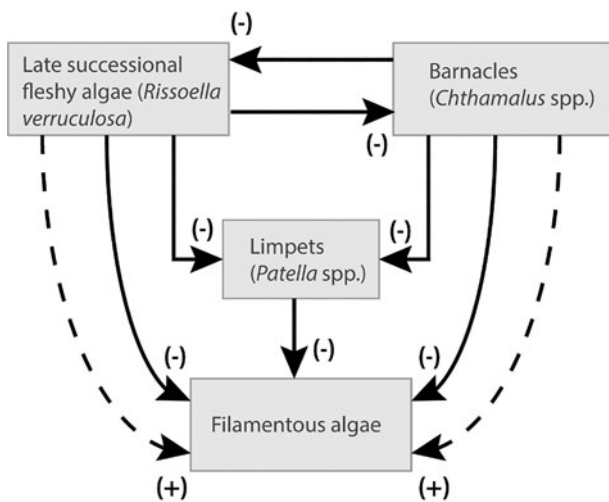 (-)
Late successional
fleshy algae (Rissoella
verruculosa)
Barnacles
(Chthamalus spp.)
(-)
(-)
Limpets
(Patella spp.)
(-)
(-)
(-)
(-)
Filamentous algae
(+)
(+)